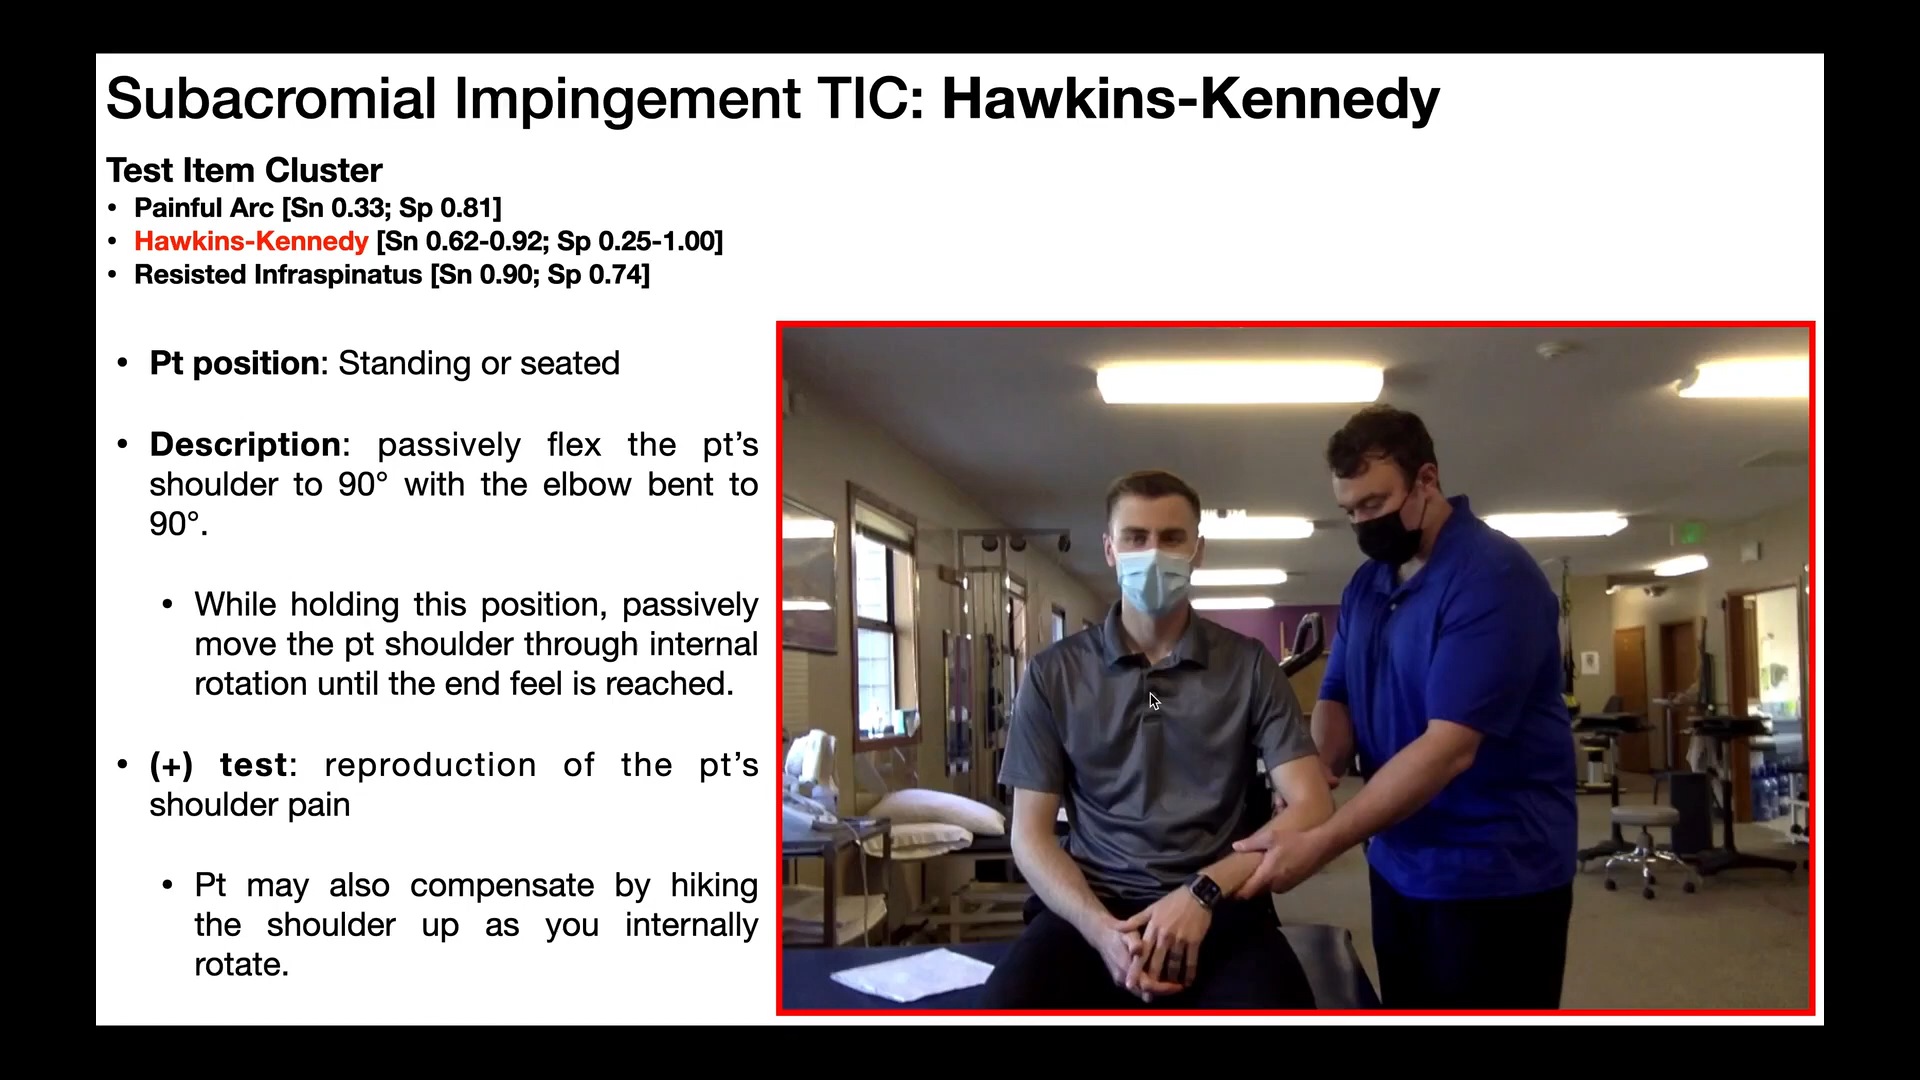 Subacromial Impingement TIC: Hawkins-Kennedy
Test Item Cluster
• Painful Arc [Sn 0.33; Sp 0.81]
• Hawkins-Kennedy [Sn 0.62-0.92; Sp 0.25-1.00]
• Resisted Infraspinatus [Sn 0.90; Sp 0.74]
• Pt position: Standing or seated
• Description: passively flex the pt’s
shoulder to 90° with the elbow bent to
90°.
• While holding this position, passively
move the pt shoulder through internal
rotation until the end feel is reached.
• (+) test: reproduction of the pt’s
shoulder pain
• Pt may also compensate by hiking
the shoulder up as you internally
rotate.